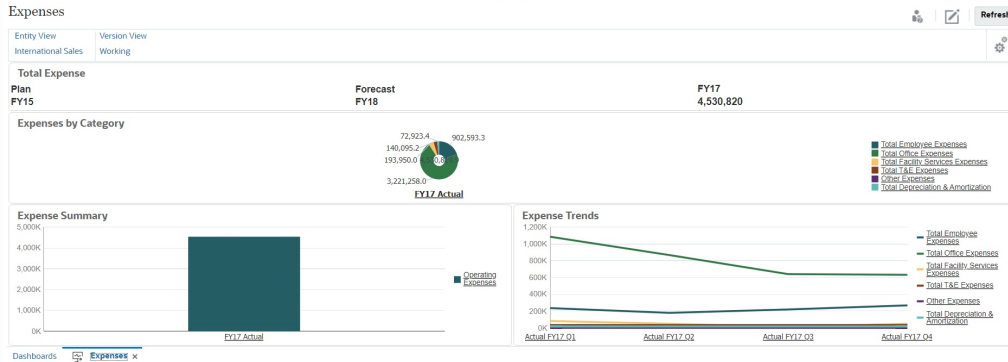 Expenses
Refresh
Entity View Version View
International Sales Working
Total Expense
Plan Forecast FY17
FY15 FY18 4,530,820
Expenses by Category
72,923.4
902,593.3
140,095.2
193,950.0
3,221,258.0
FY17 Actual
Total Employee Expenses
Total Office Expenses
Total Facility Services Expenses
Total T&E Expenses
Other Expenses
Total Depreciation & Amortization
Expense Summary
5,000K
4,000K
3,000K
2,000K
1,000K
0K
FY17 Actual
Operating
Expenses
Expense Trends
1,200K
1,000K
800K
600K
400K
200K
0K
Actual FY17 Q1 Actual FY17 Q2 Actual FY17 Q3 Actual FY17 Q4
Total Employee
Expenses
Total Office Expenses
Total Facility Services
Expenses
Total T&E Expenses
Other Expenses
Total Depreciation &
Amortization
Dashboards Expenses ×